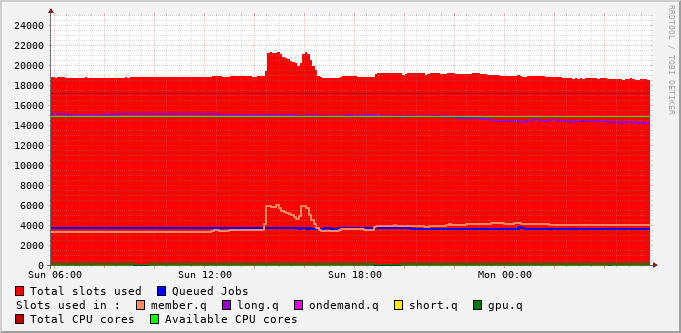 24000
22000
20000
18000
16000
14000
12000
10000
8000
6000
4000
2000
0
Sun 06:00 Sun 12:00 Sun 18:00 Mon 00:00
Total slots used Queued Jobs
Slots used in : member.q long.q ondemand.q short.q gpu.q
Total CPU cores Available CPU cores
RRDTOOL / TOBI OETIKER